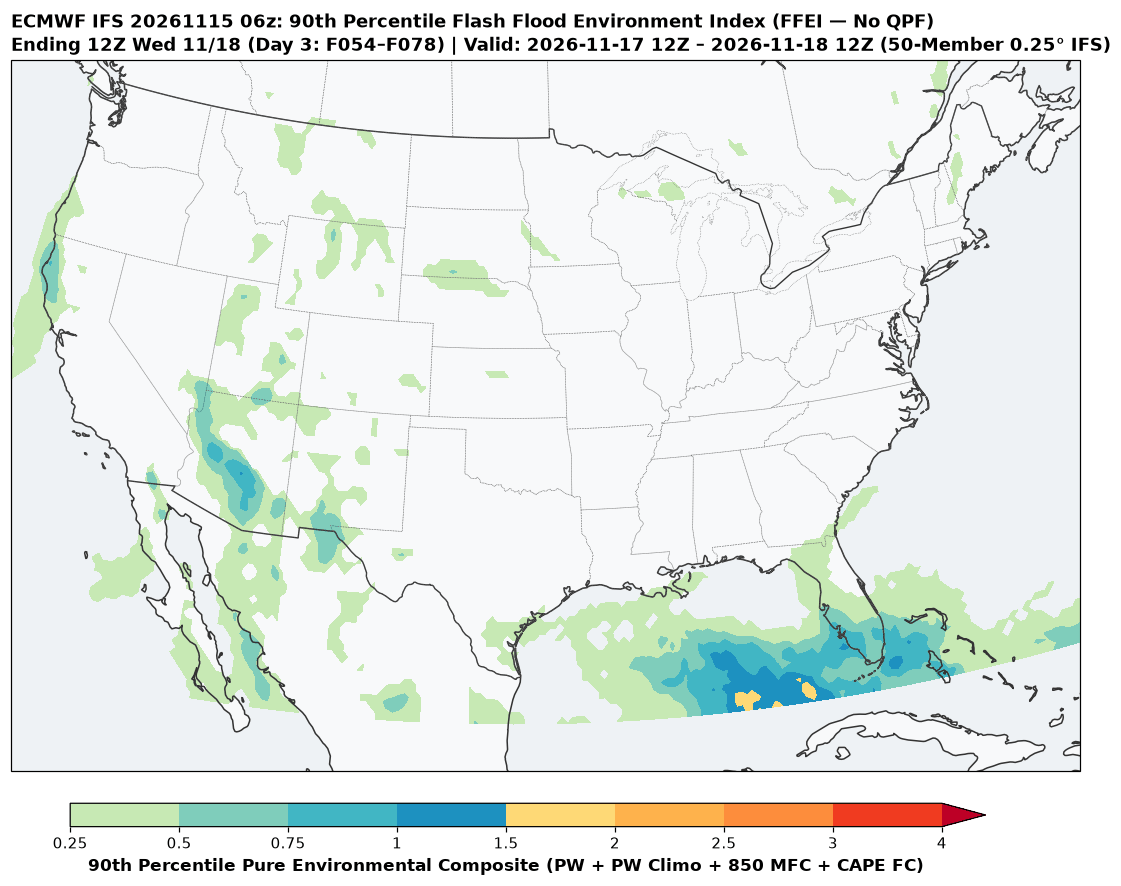 ECMWF IFS 20261115 06z: 90th Percentile Flash Flood Environment Index (FFEI — No QPF)
Ending 12Z Wed 11/18 (Day 3: F054–F078) | Valid: 2026-11-17 12Z – 2026-11-18 12Z (50-Member 0.25° IFS)
0.25 0.5 0.75 1 1.5 2 2.5 3 4
90th Percentile Pure Environmental Composite (PW + PW Climo + 850 MFC + CAPE FC)